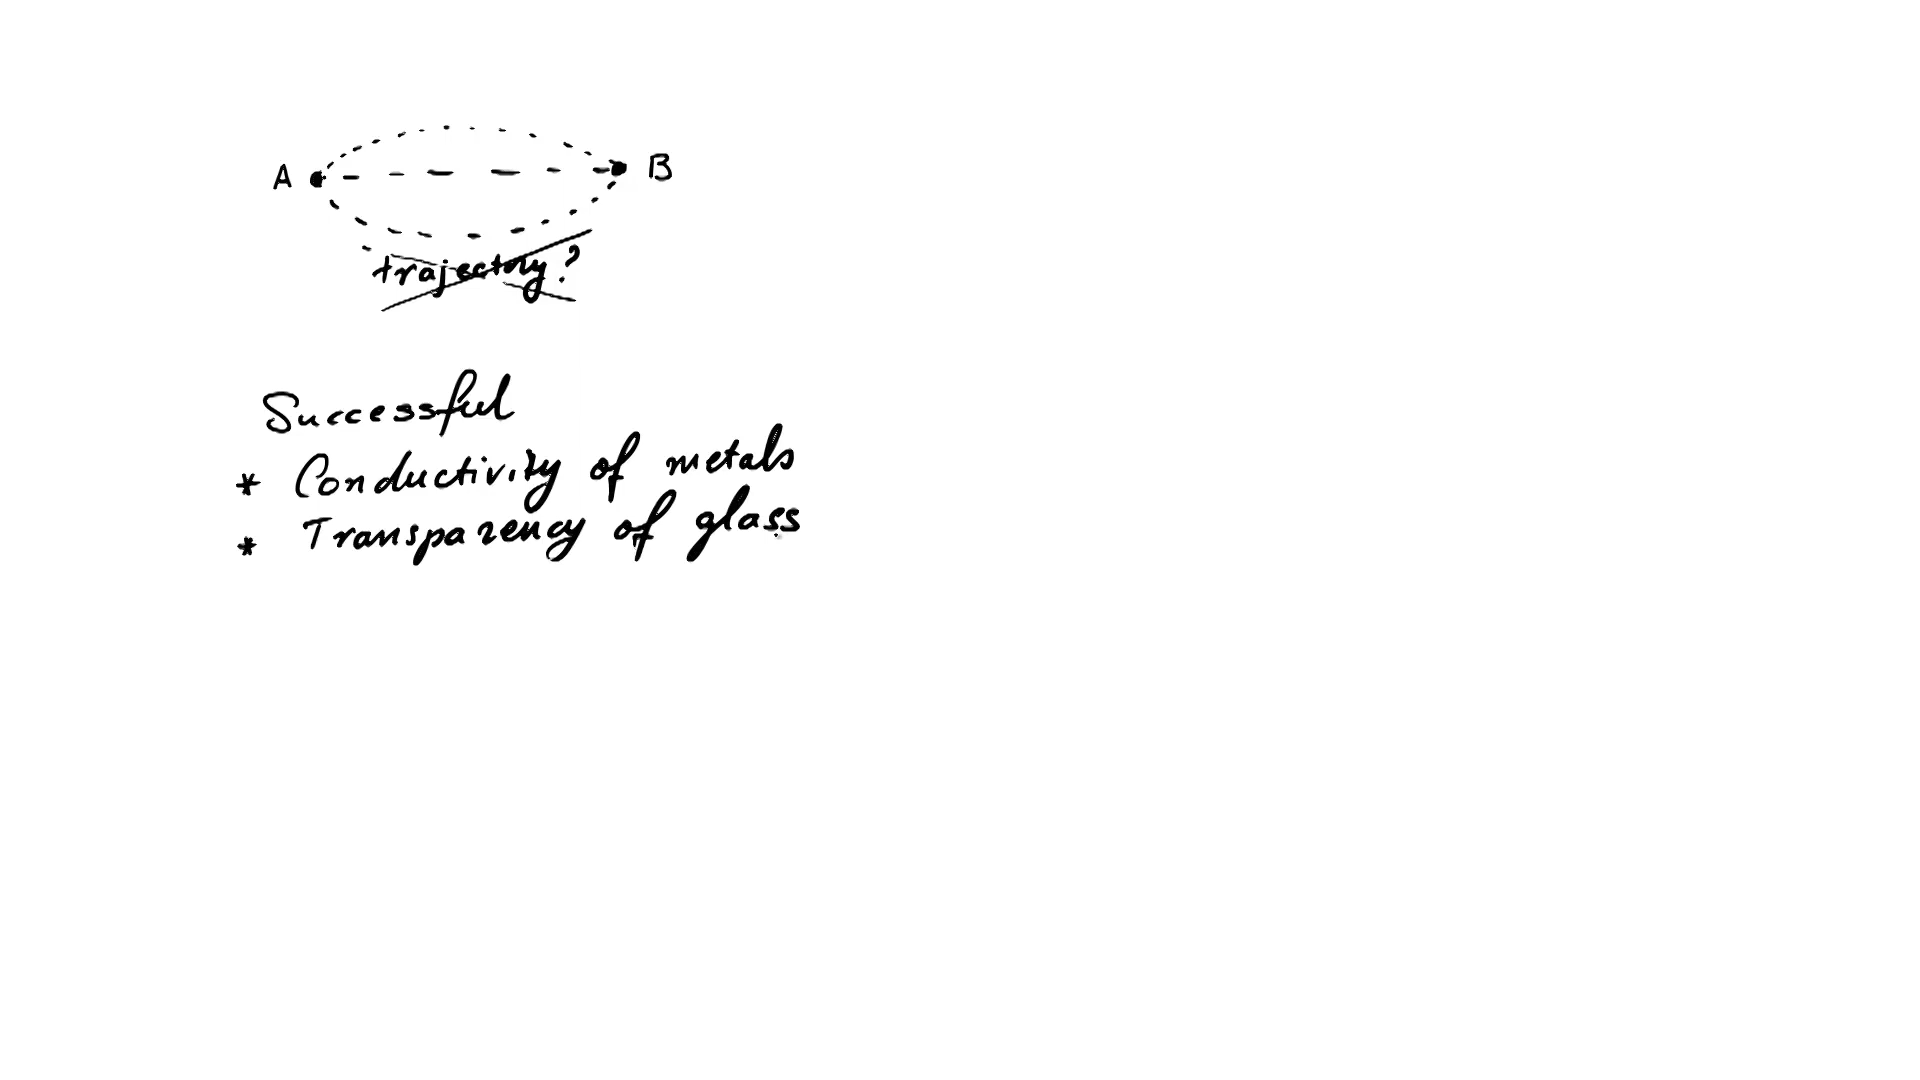 A B
trajectory?
Successful
* Conductivity of metals
* Transparency of glass